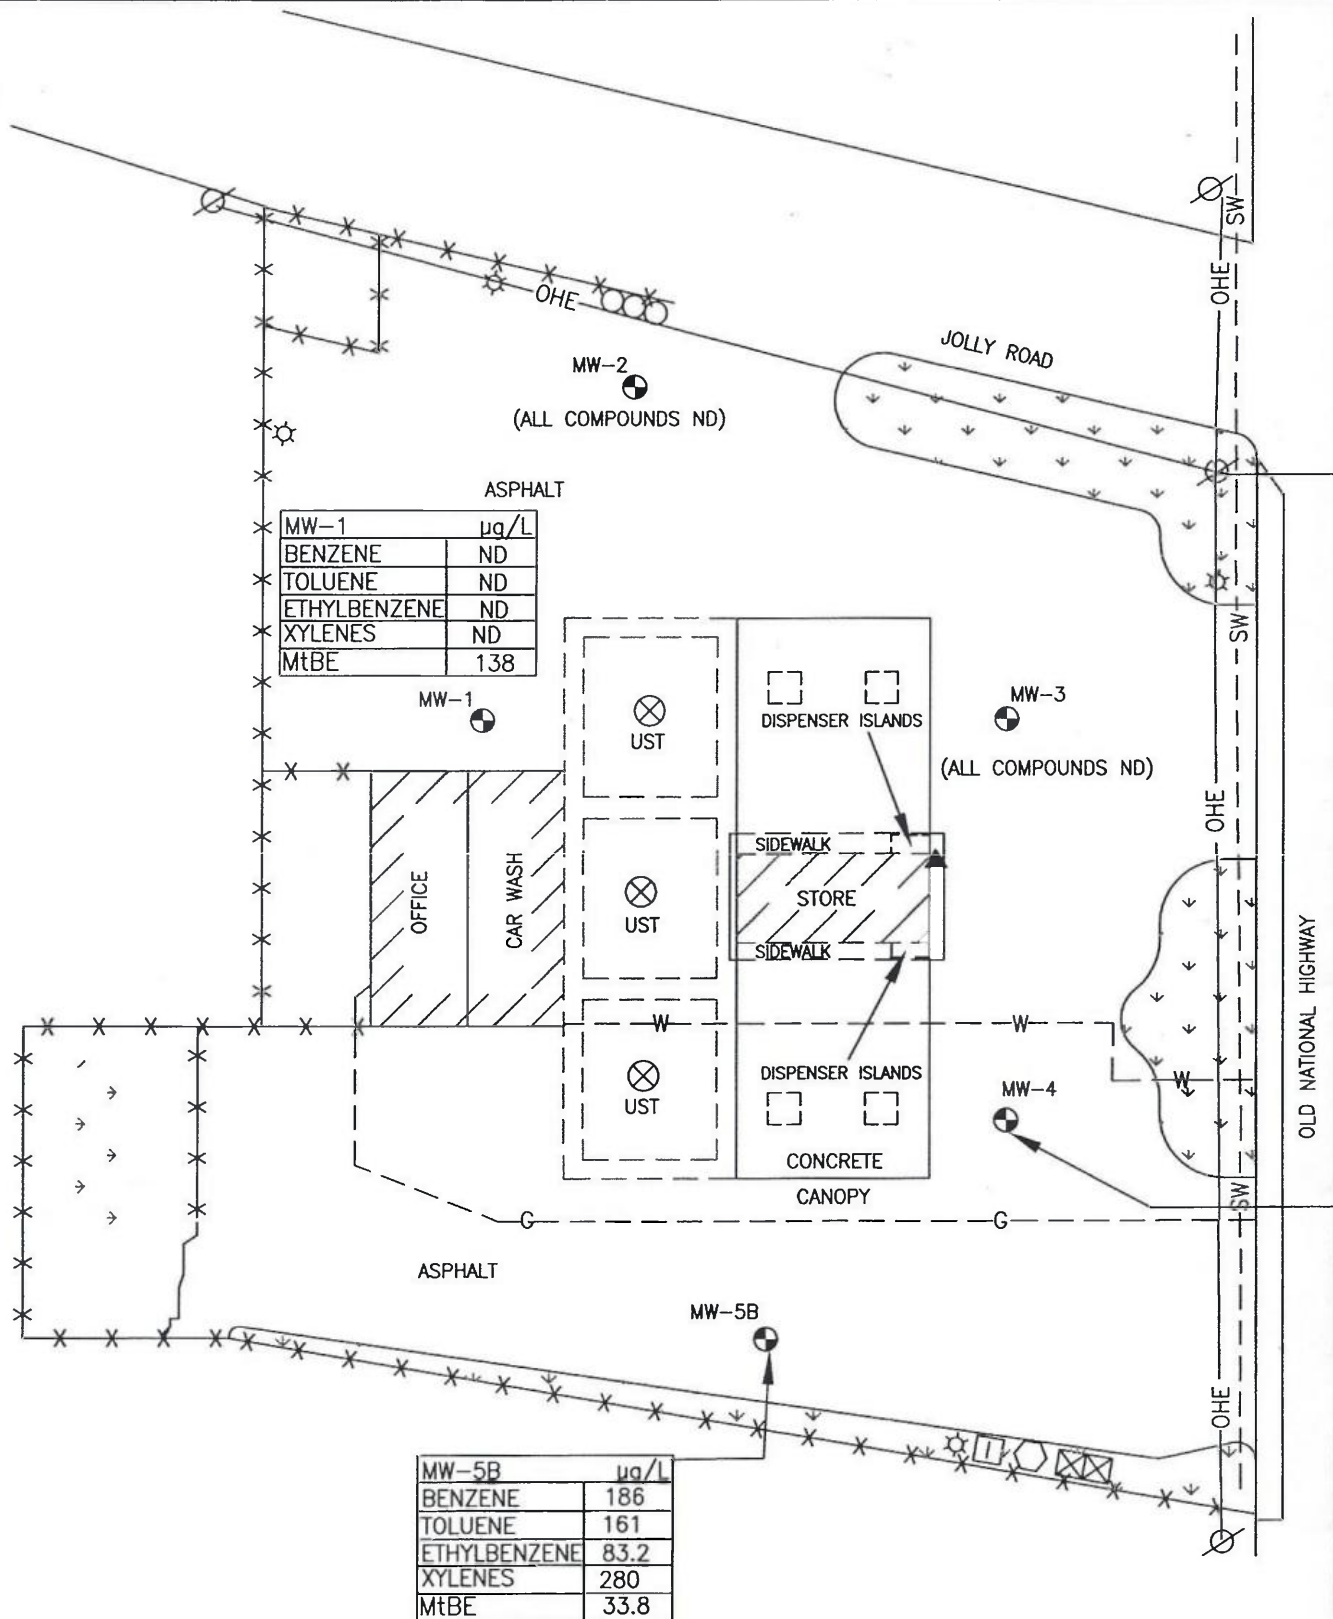 SW
OHE
OHE
JOLLY ROAD
MW-2
(ALL COMPOUNDS ND)
ASPHALT
MW-1 µg/L
BENZENE ND
TOLUENE ND
ETHYLBENZENE ND
XYLENES ND
MtBE 138
SW
MW-1
MW-3
DISPENSER ISLANDS
UST
(ALL COMPOUNDS ND)
OHE
SIDEWALK
STORE
OFFICE
CAR WASH
UST
SIDEWALK
OLD NATIONAL HIGHWAY
W
W
DISPENSER ISLANDS
W
MW-4
UST
CONCRETE
CANOPY
SW
G
G
ASPHALT
MW-5B
OHE
MW-5B µg/L
BENZENE 186
TOLUENE 161
ETHYLBENZENE 83.2
XYLENES 280
MtBE 33.8